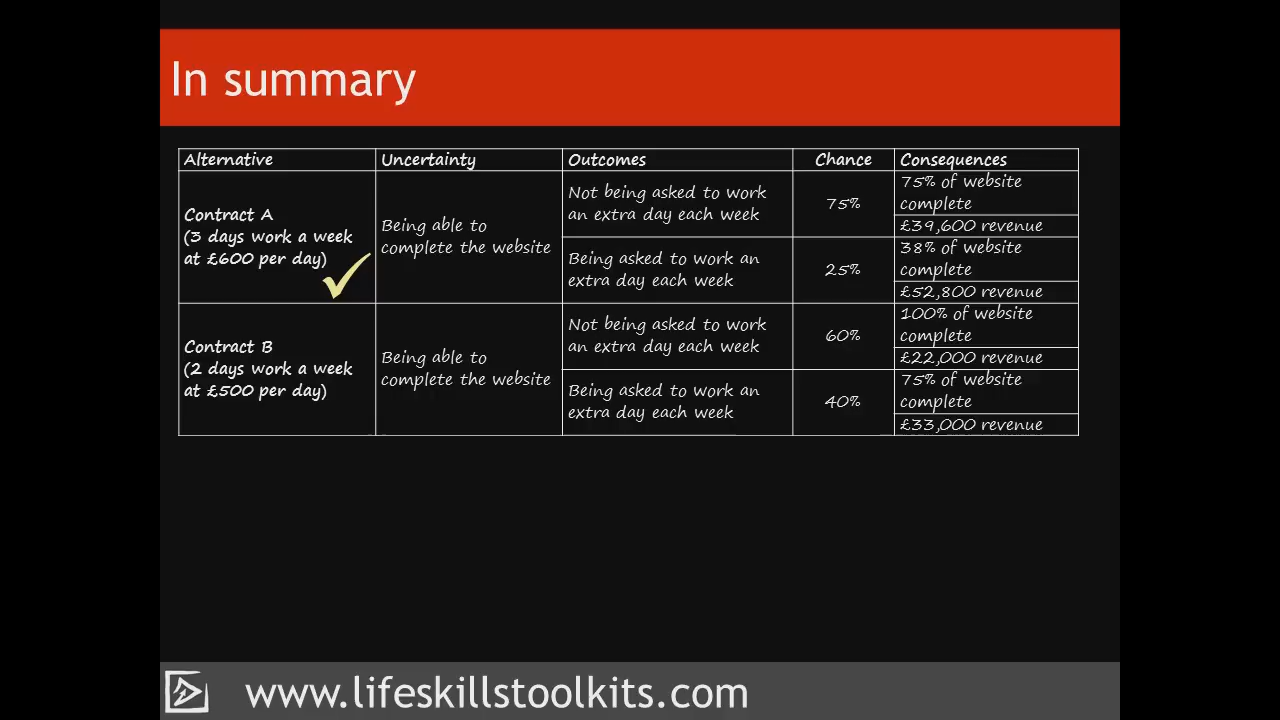 In summary
Alternative
Uncertainty
Outcomes
Chance
Consequences
Contract A
(3 days work a week
at £600 per day)
Being able to
complete the website
Not being asked to work
an extra day each week
75%
75% of website
complete
£39,600 revenue
Being asked to work an
extra day each week
25%
38% of website
complete
£52,800 revenue
Contract B
(2 days work a week
at £500 per day)
Being able to
complete the website
Not being asked to work
an extra day each week
60%
100% of website
complete
£22,000 revenue
Being asked to work an
extra day each week
40%
75% of website
complete
£33,000 revenue
www.lifeskillstoolkits.com